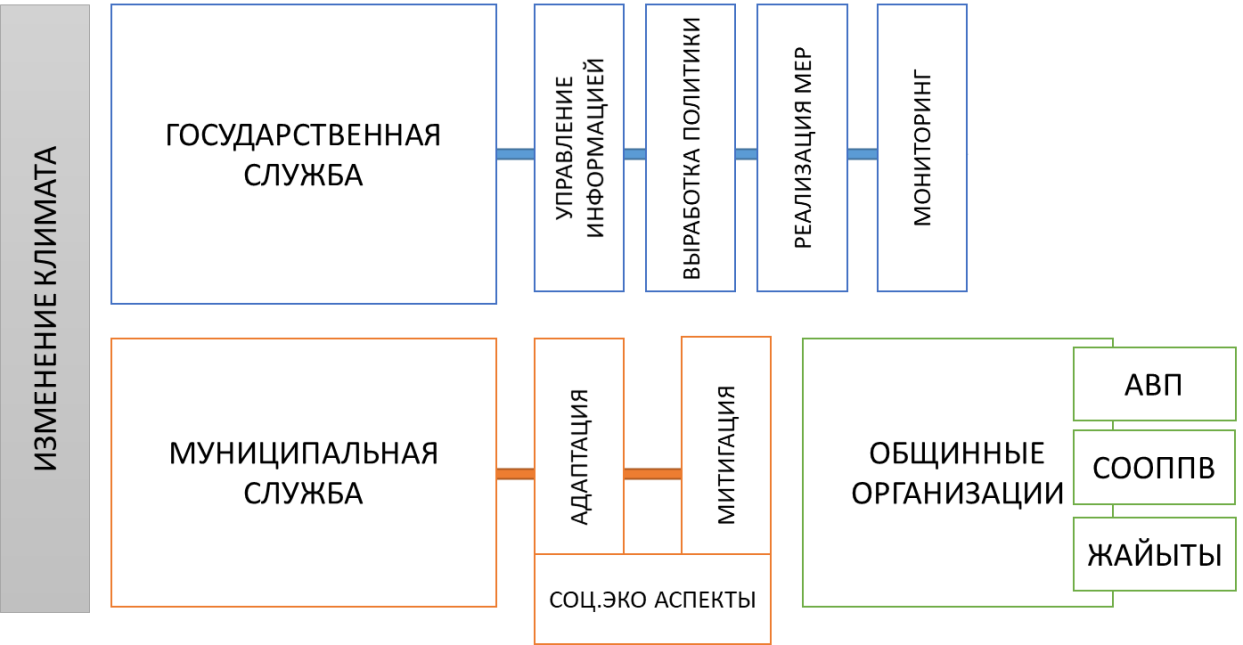 ИЗМЕНЕНИЕ КЛИМАТА
ГОСУДАРСТВЕННАЯ
СЛУЖБА
УПРАВЛЕНИЕ
ИНФОРМАЦИЕЙ
ВЫРАБОТКА ПОЛИТИКИ
РЕАЛИЗАЦИЯ МЕР
МОНИТОРИНГ
МУНИЦИПАЛЬНАЯ
СЛУЖБА
АДАПТАЦИЯ
МИТИГАЦИЯ
СОЦ.ЭКО АСПЕКТЫ
ОБЩИННЫЕ
ОРГАНИЗАЦИИ
АВП
СООППВ
ЖАЙЫТЫ